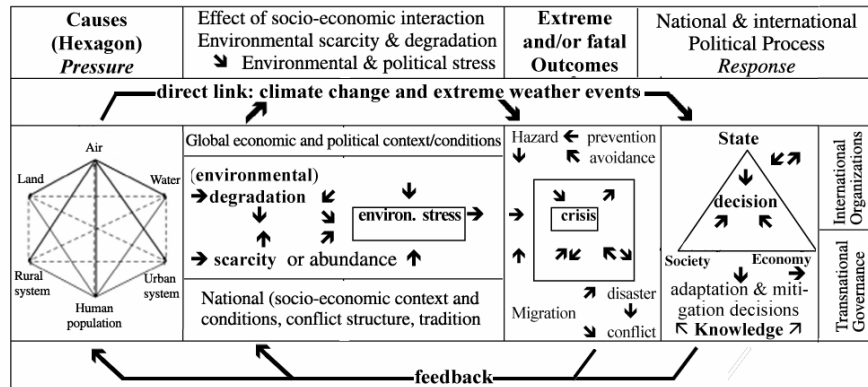 Causes
(Hexagon)
Pressure
Effect of socio-economic interaction
Environmental scarcity & degradation
➘ Environmental & political stress
Extreme
and/or fatal
Outcomes
National & international
Political Process
Response
direct link: climate change and extreme weather events
Air
Land
Water
Rural
system
Urban
system
Human
population
Global economic and political context/conditions
(environmental)
degradation
environ. stress
scarcity or abundance
National (socio-economic context and
conditions, conflict structure, tradition
Hazard prevention
avoidance
crisis
disaster
Migration
conflict
State
decision
Society Economy
adaptation & miti-
gation decisions
Knowledge
International
Organizations
Transnational
Governance
feedback